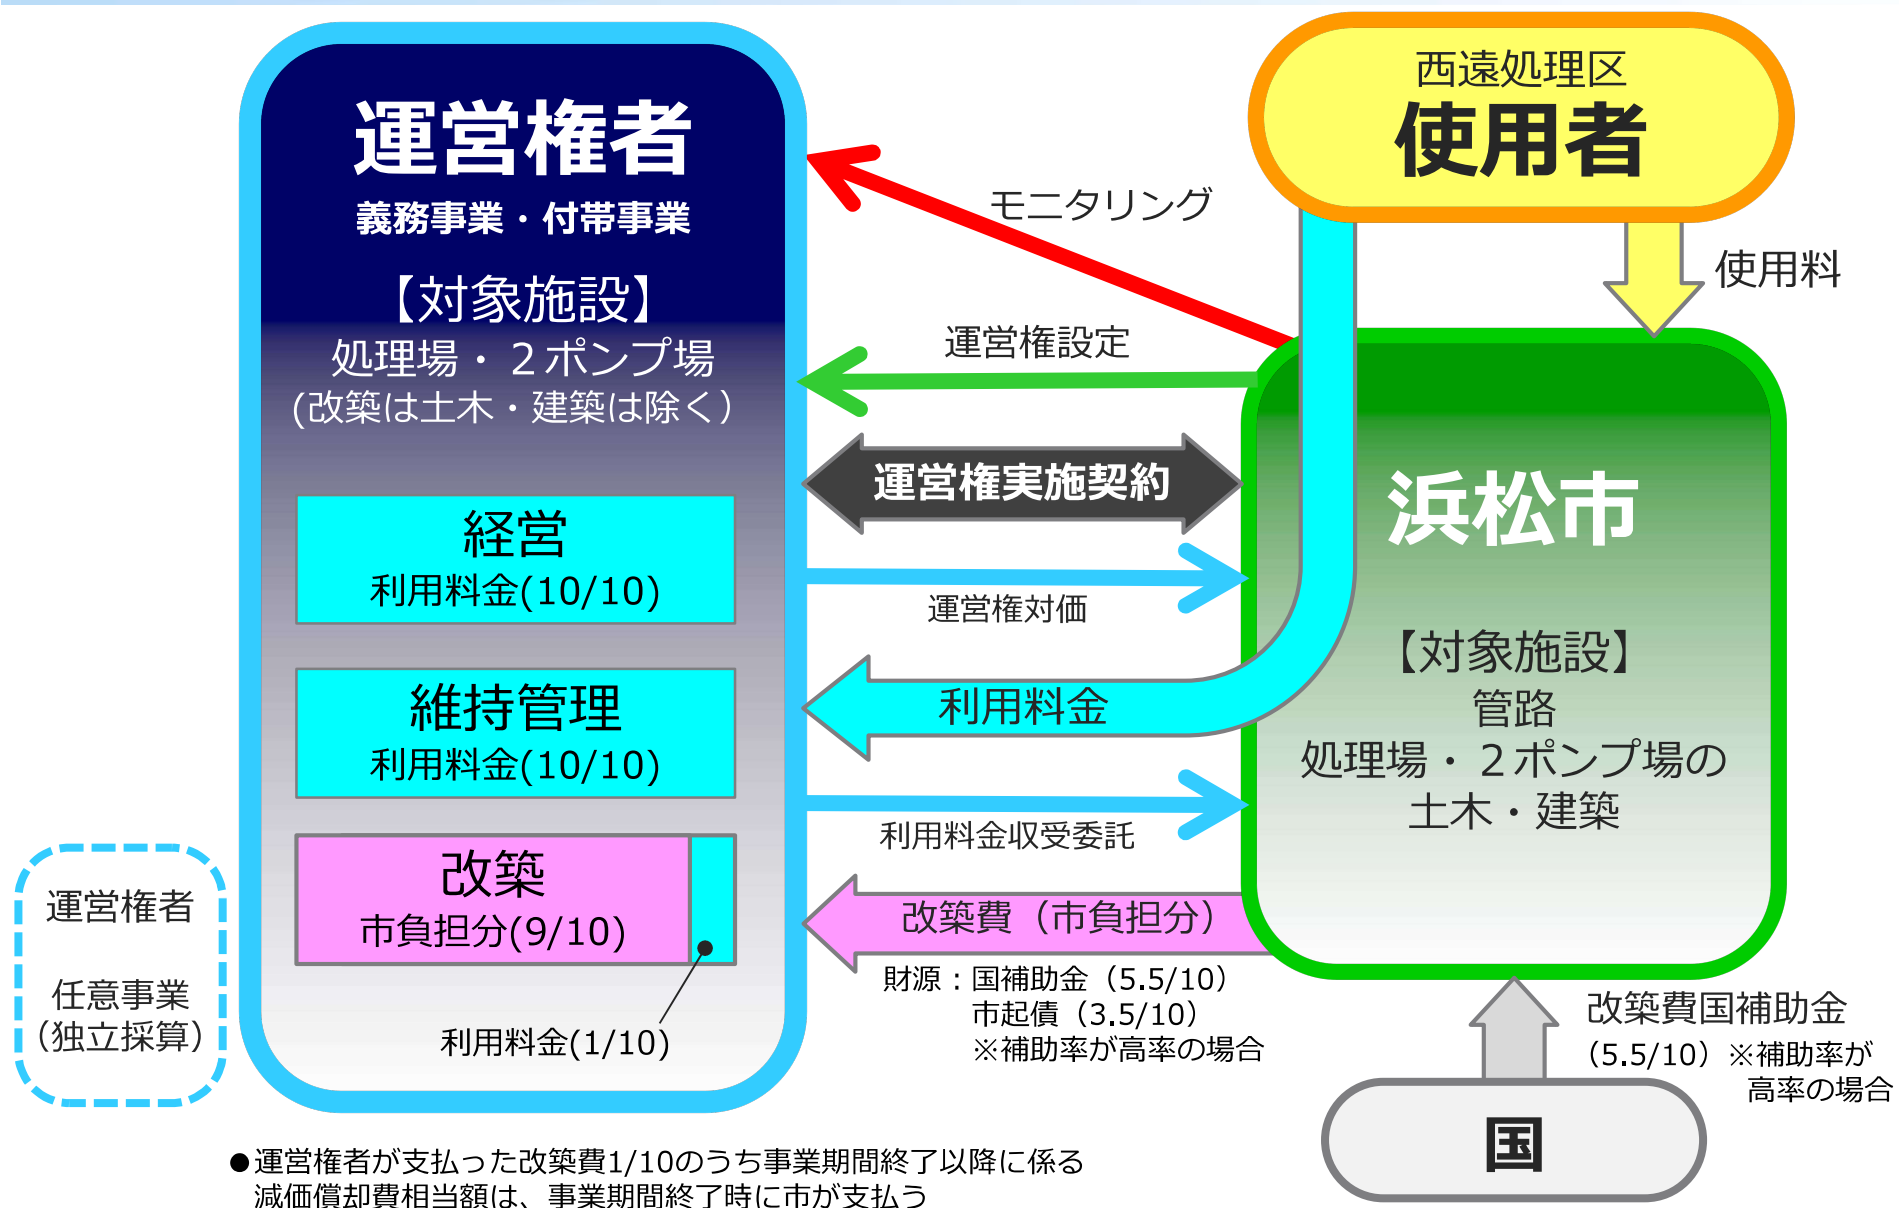 運営権者
義務事業・付帯事業
【対象施設】
処理場・２ポンプ場
(改築は土木・建築は除く）
経営
利用料金(10/10)
維持管理
利用料金(10/10)
改築
市負担分(9/10)
利用料金(1/10)
運営権者
任意事業
（独立採算）
モニタリング
運営権設定
運営権実施契約
運営権対価
利用料金
利用料金収受委託
改築費（市負担分）
財源：国補助金（5.5/10）
市起債（3.5/10）
※補助率が高率の場合
西遠処理区
使用者
使用料
浜松市
【対象施設】
管路
処理場・２ポンプ場の
土木・建築
改築費国補助金
（5.5/10）※補助率が
高率の場合
国
●運営権者が支払った改築費1/10のうち事業期間終了以降に係る
減価償却費相当額は、事業期間終了時に市が支払う